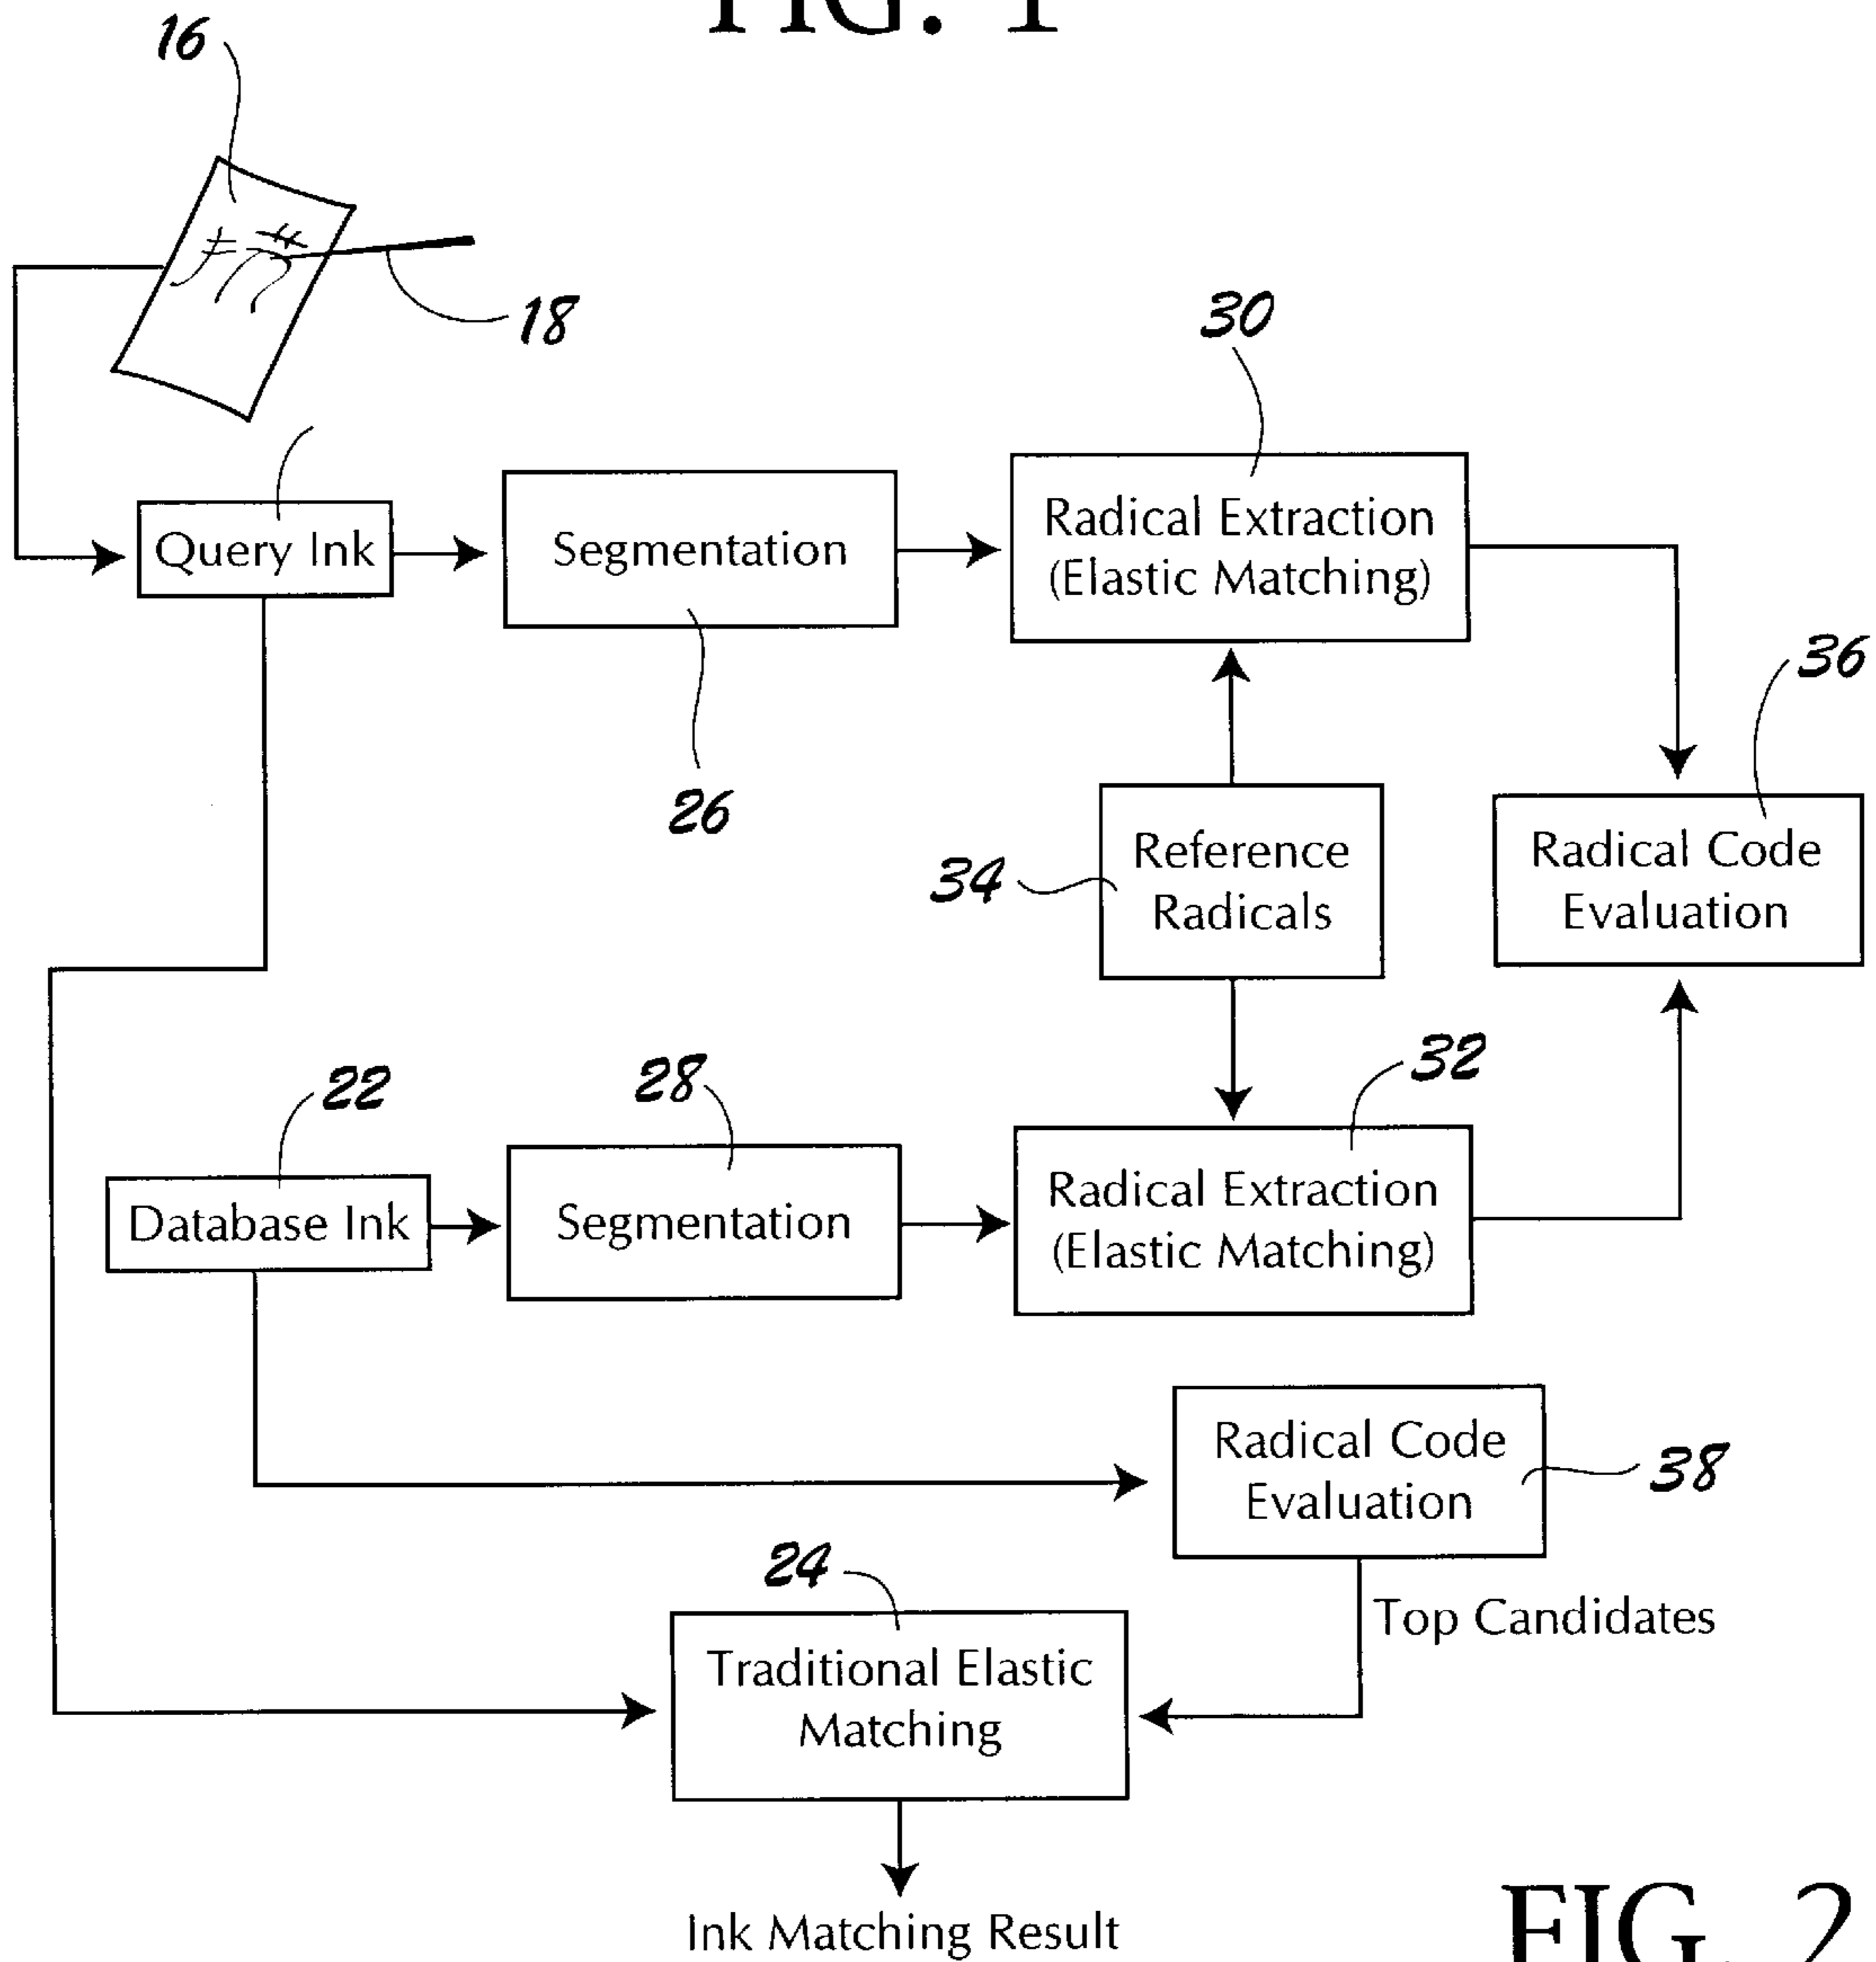 FIG. 1
16
18
30
Query Ink
Segmentation
Radical Extraction
(Elastic Matching)
36
26
34
Reference
Radicals
Radical Code
Evaluation
22
28
32
Database Ink
Segmentation
Radical Extraction
(Elastic Matching)
Radical Code
Evaluation
38
24
Top Candidates
Traditional Elastic
Matching
Ink Matching Result
FIG. 2